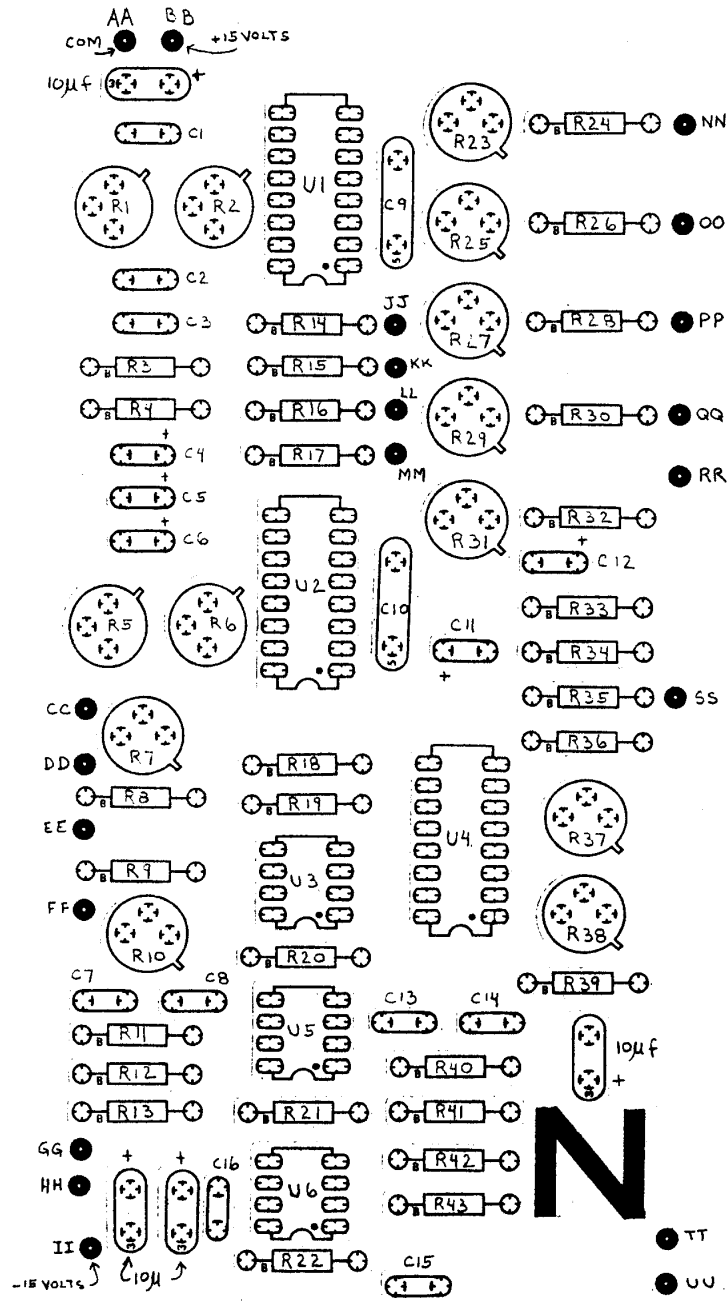 AA BB
COM +15 VOLTS
10µf +
C1
U1
R23
B R24
NN
R1
R2
C9
R25
B R26
OO
C2
C3
B R14
JJ
R27
B R28
PP
B R3
B R15
KK
B R4
B R16
LL
R29
B R30
QQ
+
C4
B R17
MM
RR
+
C5
+
C6
U2
C10
R31
B R32
+
C12
R5
R6
C11
+
B R33
B R34
CC
R7
B R35
SS
DD
B R18
B R36
B R8
B R19
U4
R37
EE
U3
B R9
FF
R10
R38
B R20
B R39
C7
C8
U5
C13
C14
B R11
10µf
+
B R12
B R40
B R13
B R21
B R41
GG
+ +
C16
U6
B R42
N
HH
B R43
TT
II
B R22
C15
-15 VOLTS
10µ
UU